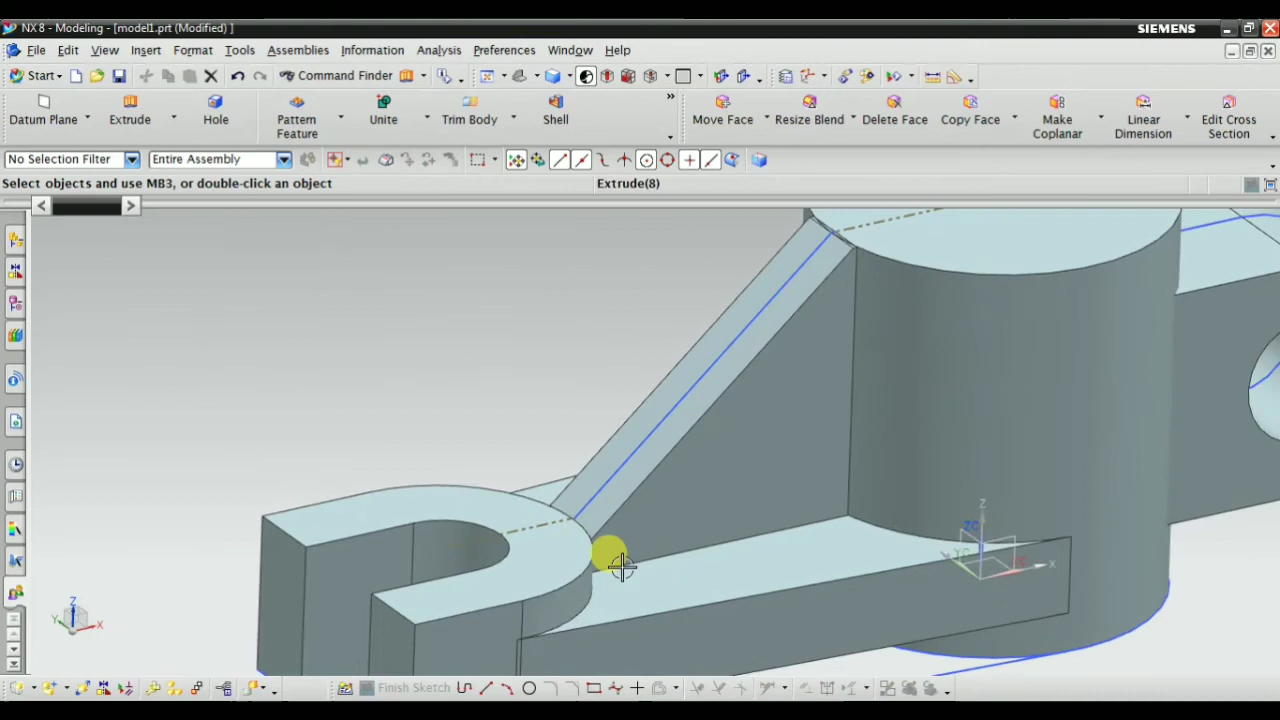 NX 8 - Modeling - [model1.prt (Modified) ]
SIEMENS
File Edit View Insert Format Tools Assemblies Information Analysis Preferences Window Help
Start Command Finder
Datum Plane Extrude Hole Pattern Feature Unite Trim Body Shell » Move Face Resize Blend Delete Face Copy Face Make Coplanar Linear Dimension Edit Cross Section
No Selection Filter Entire Assembly
Select objects and use MB3, or double-click an object Extrude(8)
Z
ZC
YC
X
Z
Y
X
Finish Sketch